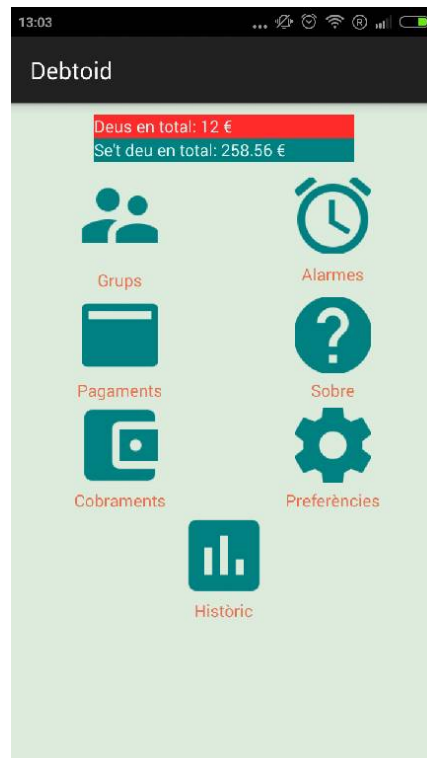 13:03
Debtoid
Deus en total: 12 €
Se't deu en total: 258.56 €
Grups
Alarmes
Pagaments
Sobre
Cobraments
Preferències
Històric